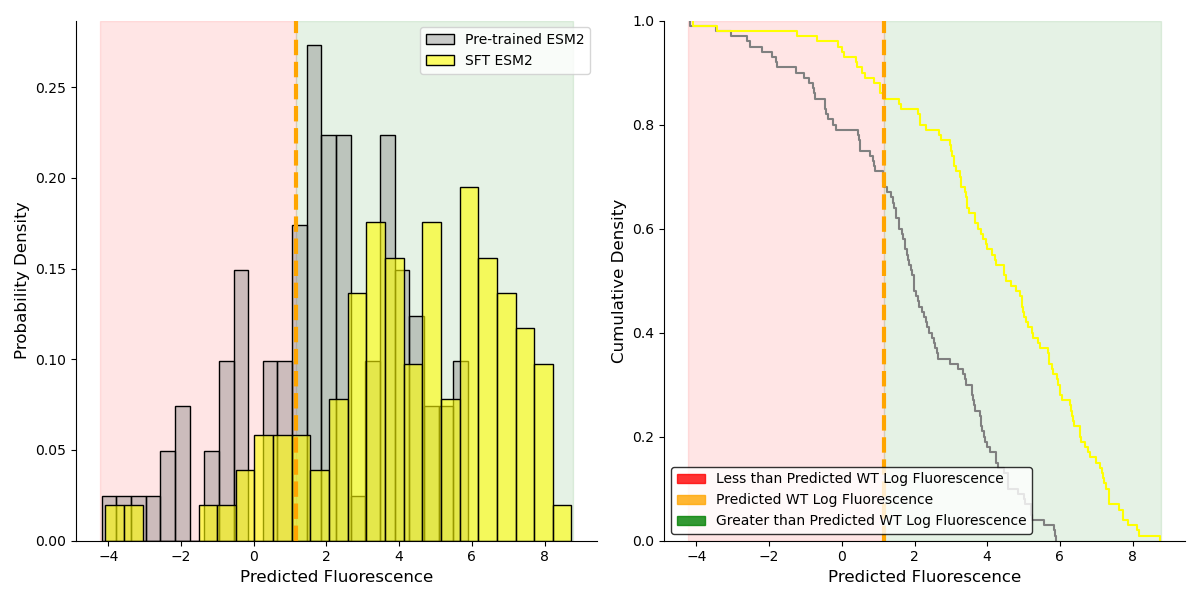 Pre-trained ESM2
SFT ESM2
0.25
0.20
0.15
0.10
0.05
0.00
Probability Density
−4
−2
0
2
4
6
8
Predicted Fluorescence
1.0
0.8
0.6
0.4
0.2
0.0
Cumulative Density
Less than Predicted WT Log Fluorescence
Predicted WT Log Fluorescence
Greater than Predicted WT Log Fluorescence
−4
−2
0
2
4
6
8
Predicted Fluorescence